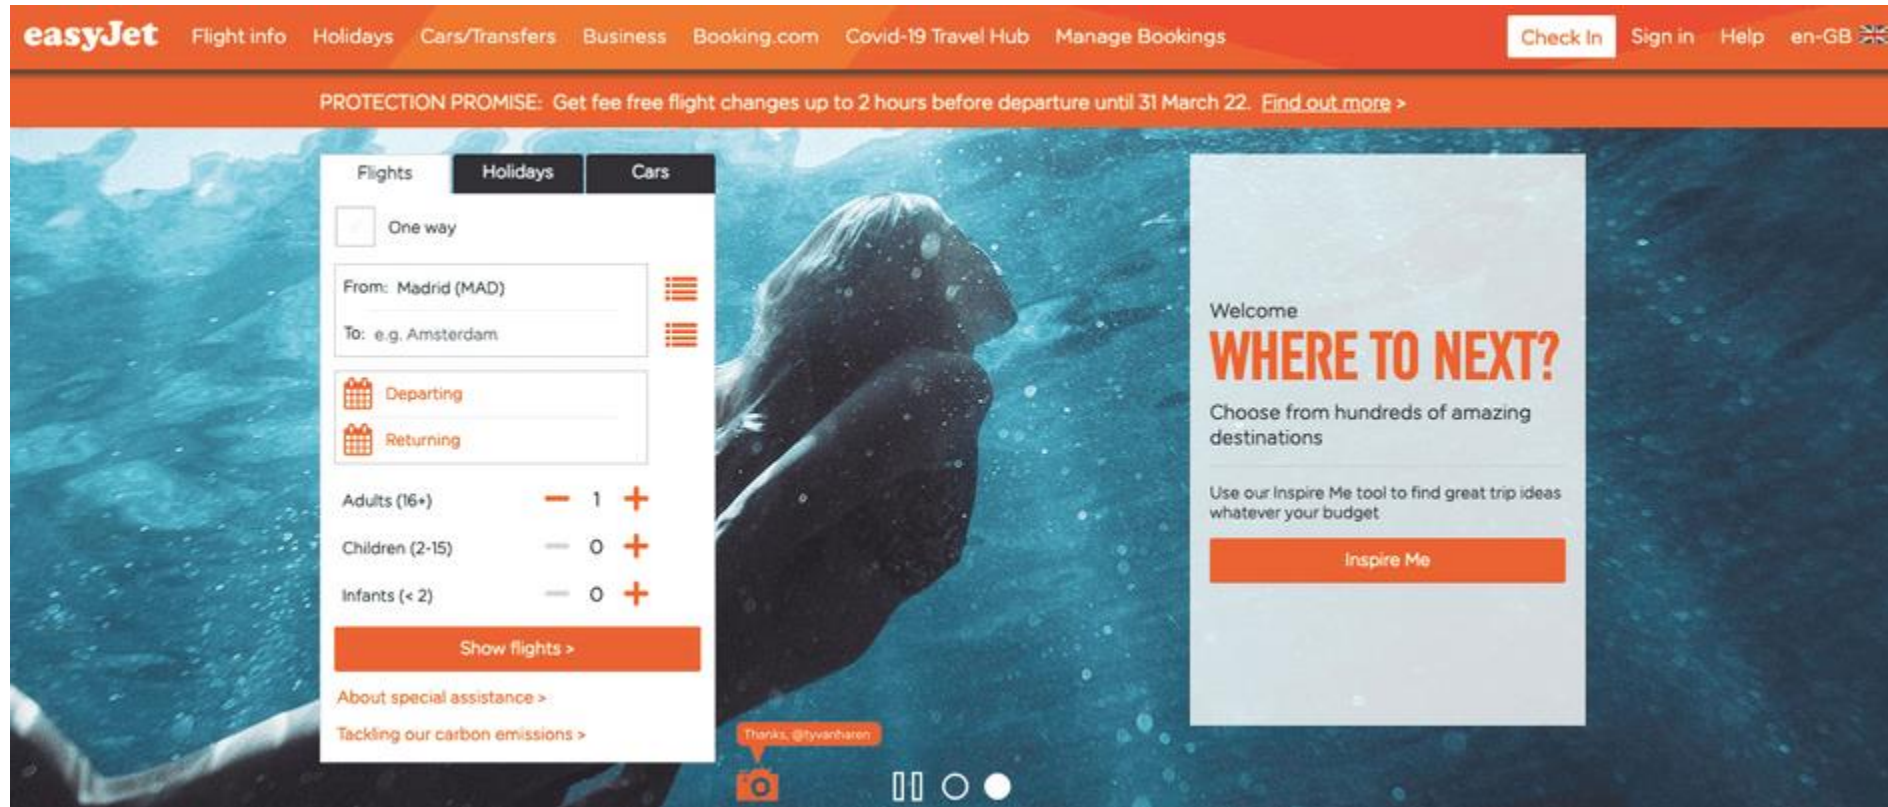 easyJet Flight info Holidays Cars/Transfers Business Booking.com Covid-19 Travel Hub Manage Bookings Check In Sign in Help en-GB
PROTECTION PROMISE: Get fee free flight changes up to 2 hours before departure until 31 March 22. Find out more >
Flights Holidays Cars
One way
From: Madrid (MAD)
To: e.g. Amsterdam
Departing
Returning
Adults (16+) 1
Children (2-15) 0
Infants (< 2) 0
Show flights >
About special assistance >
Tackling our carbon emissions >
Welcome
WHERE TO NEXT?
Choose from hundreds of amazing
destinations
Use our Inspire Me tool to find great trip ideas
whatever your budget
Inspire Me
Thanks, @tyvanharen